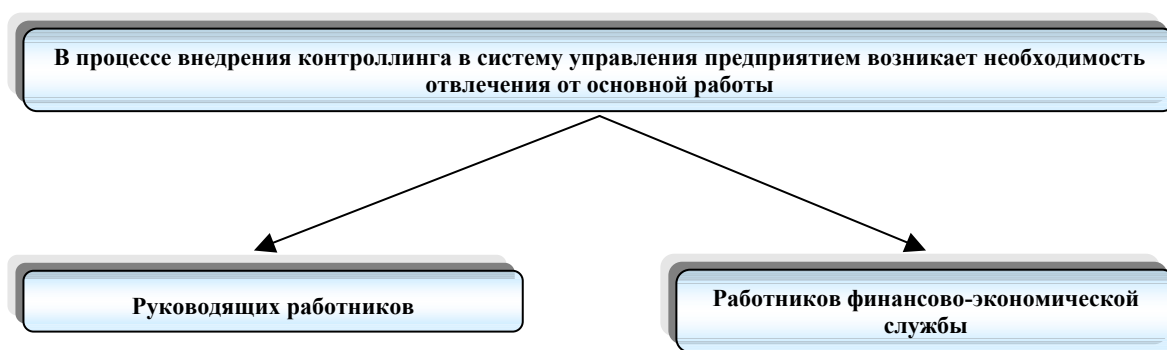 В процессе внедрения контроллинга в систему управления предприятием возникает необходимость
отвлечения от основной работы
Руководящих работников
Работников финансово-экономической
службы